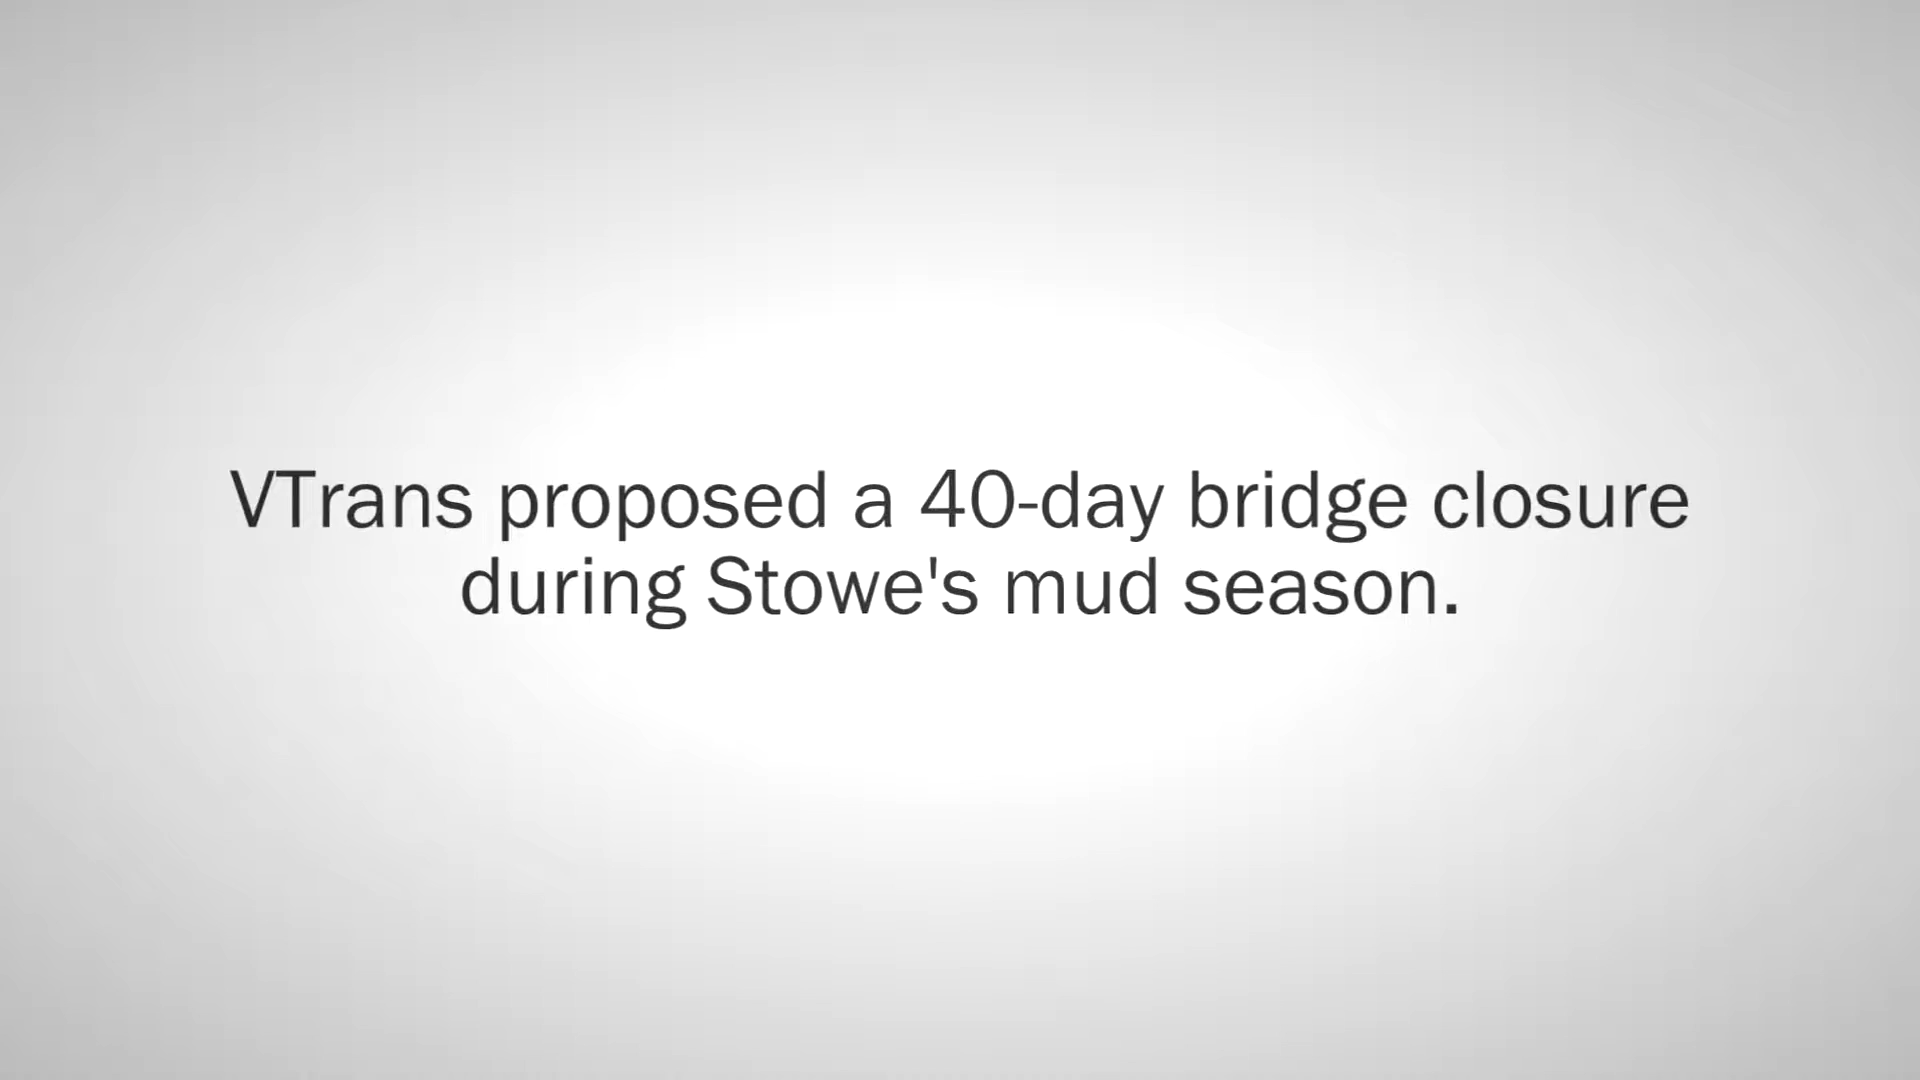 VTrans proposed a 40-day bridge closure
during Stowe's mud season.